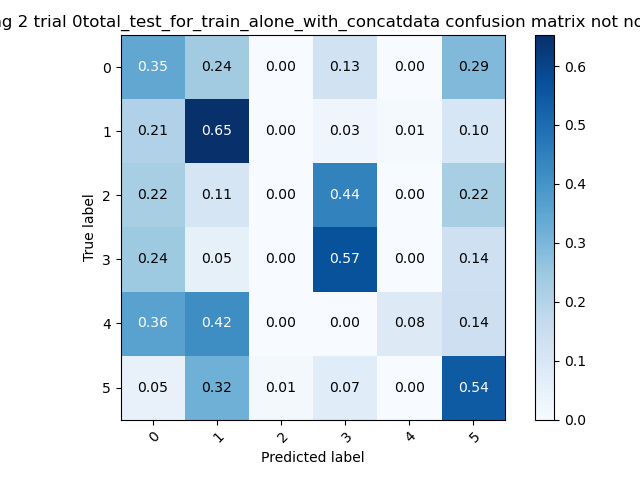 g 2 trial 0total_test_for_train_alone_with_concatdata confusion matrix not no
0 0.35 0.24 0.00 0.13 0.00 0.29
1 0.21 0.65 0.00 0.03 0.01 0.10
2 0.22 0.11 0.00 0.44 0.00 0.22
3 0.24 0.05 0.00 0.57 0.00 0.14
4 0.36 0.42 0.00 0.00 0.08 0.14
5 0.05 0.32 0.01 0.07 0.00 0.54
0 1 2 3 4 5
True label
Predicted label
0.6
0.5
0.4
0.3
0.2
0.1
0.0